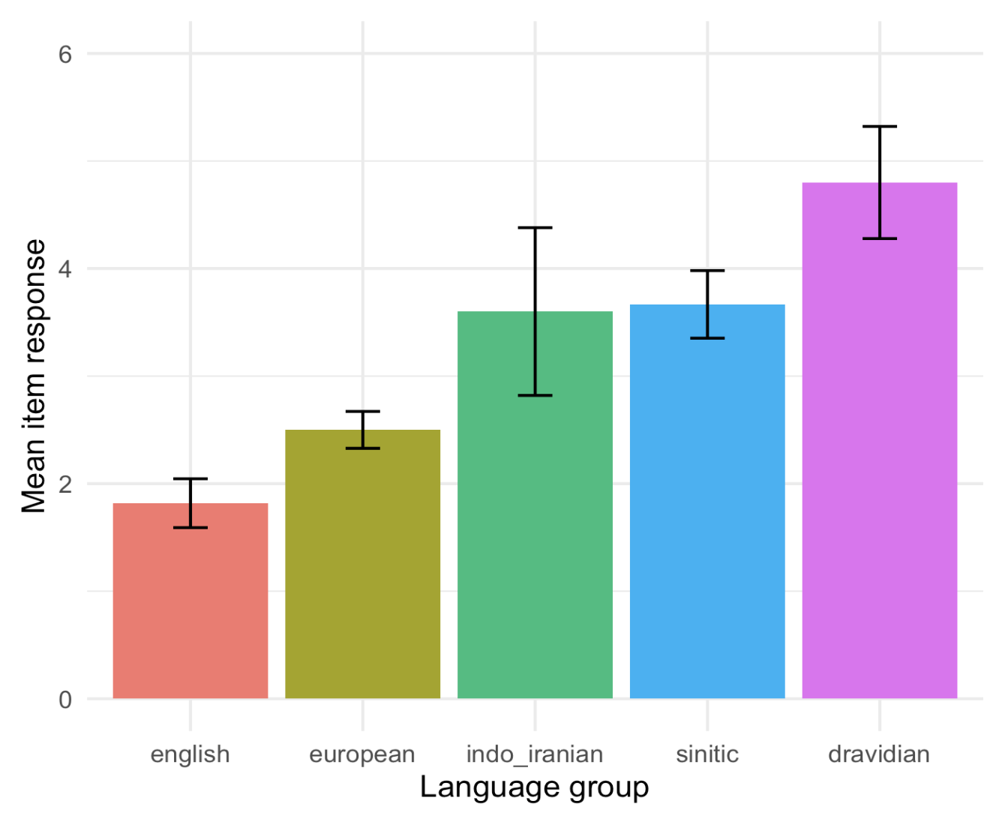 6
4
2
0
Mean item response
english european indo_iranian sinitic dravidian
Language group